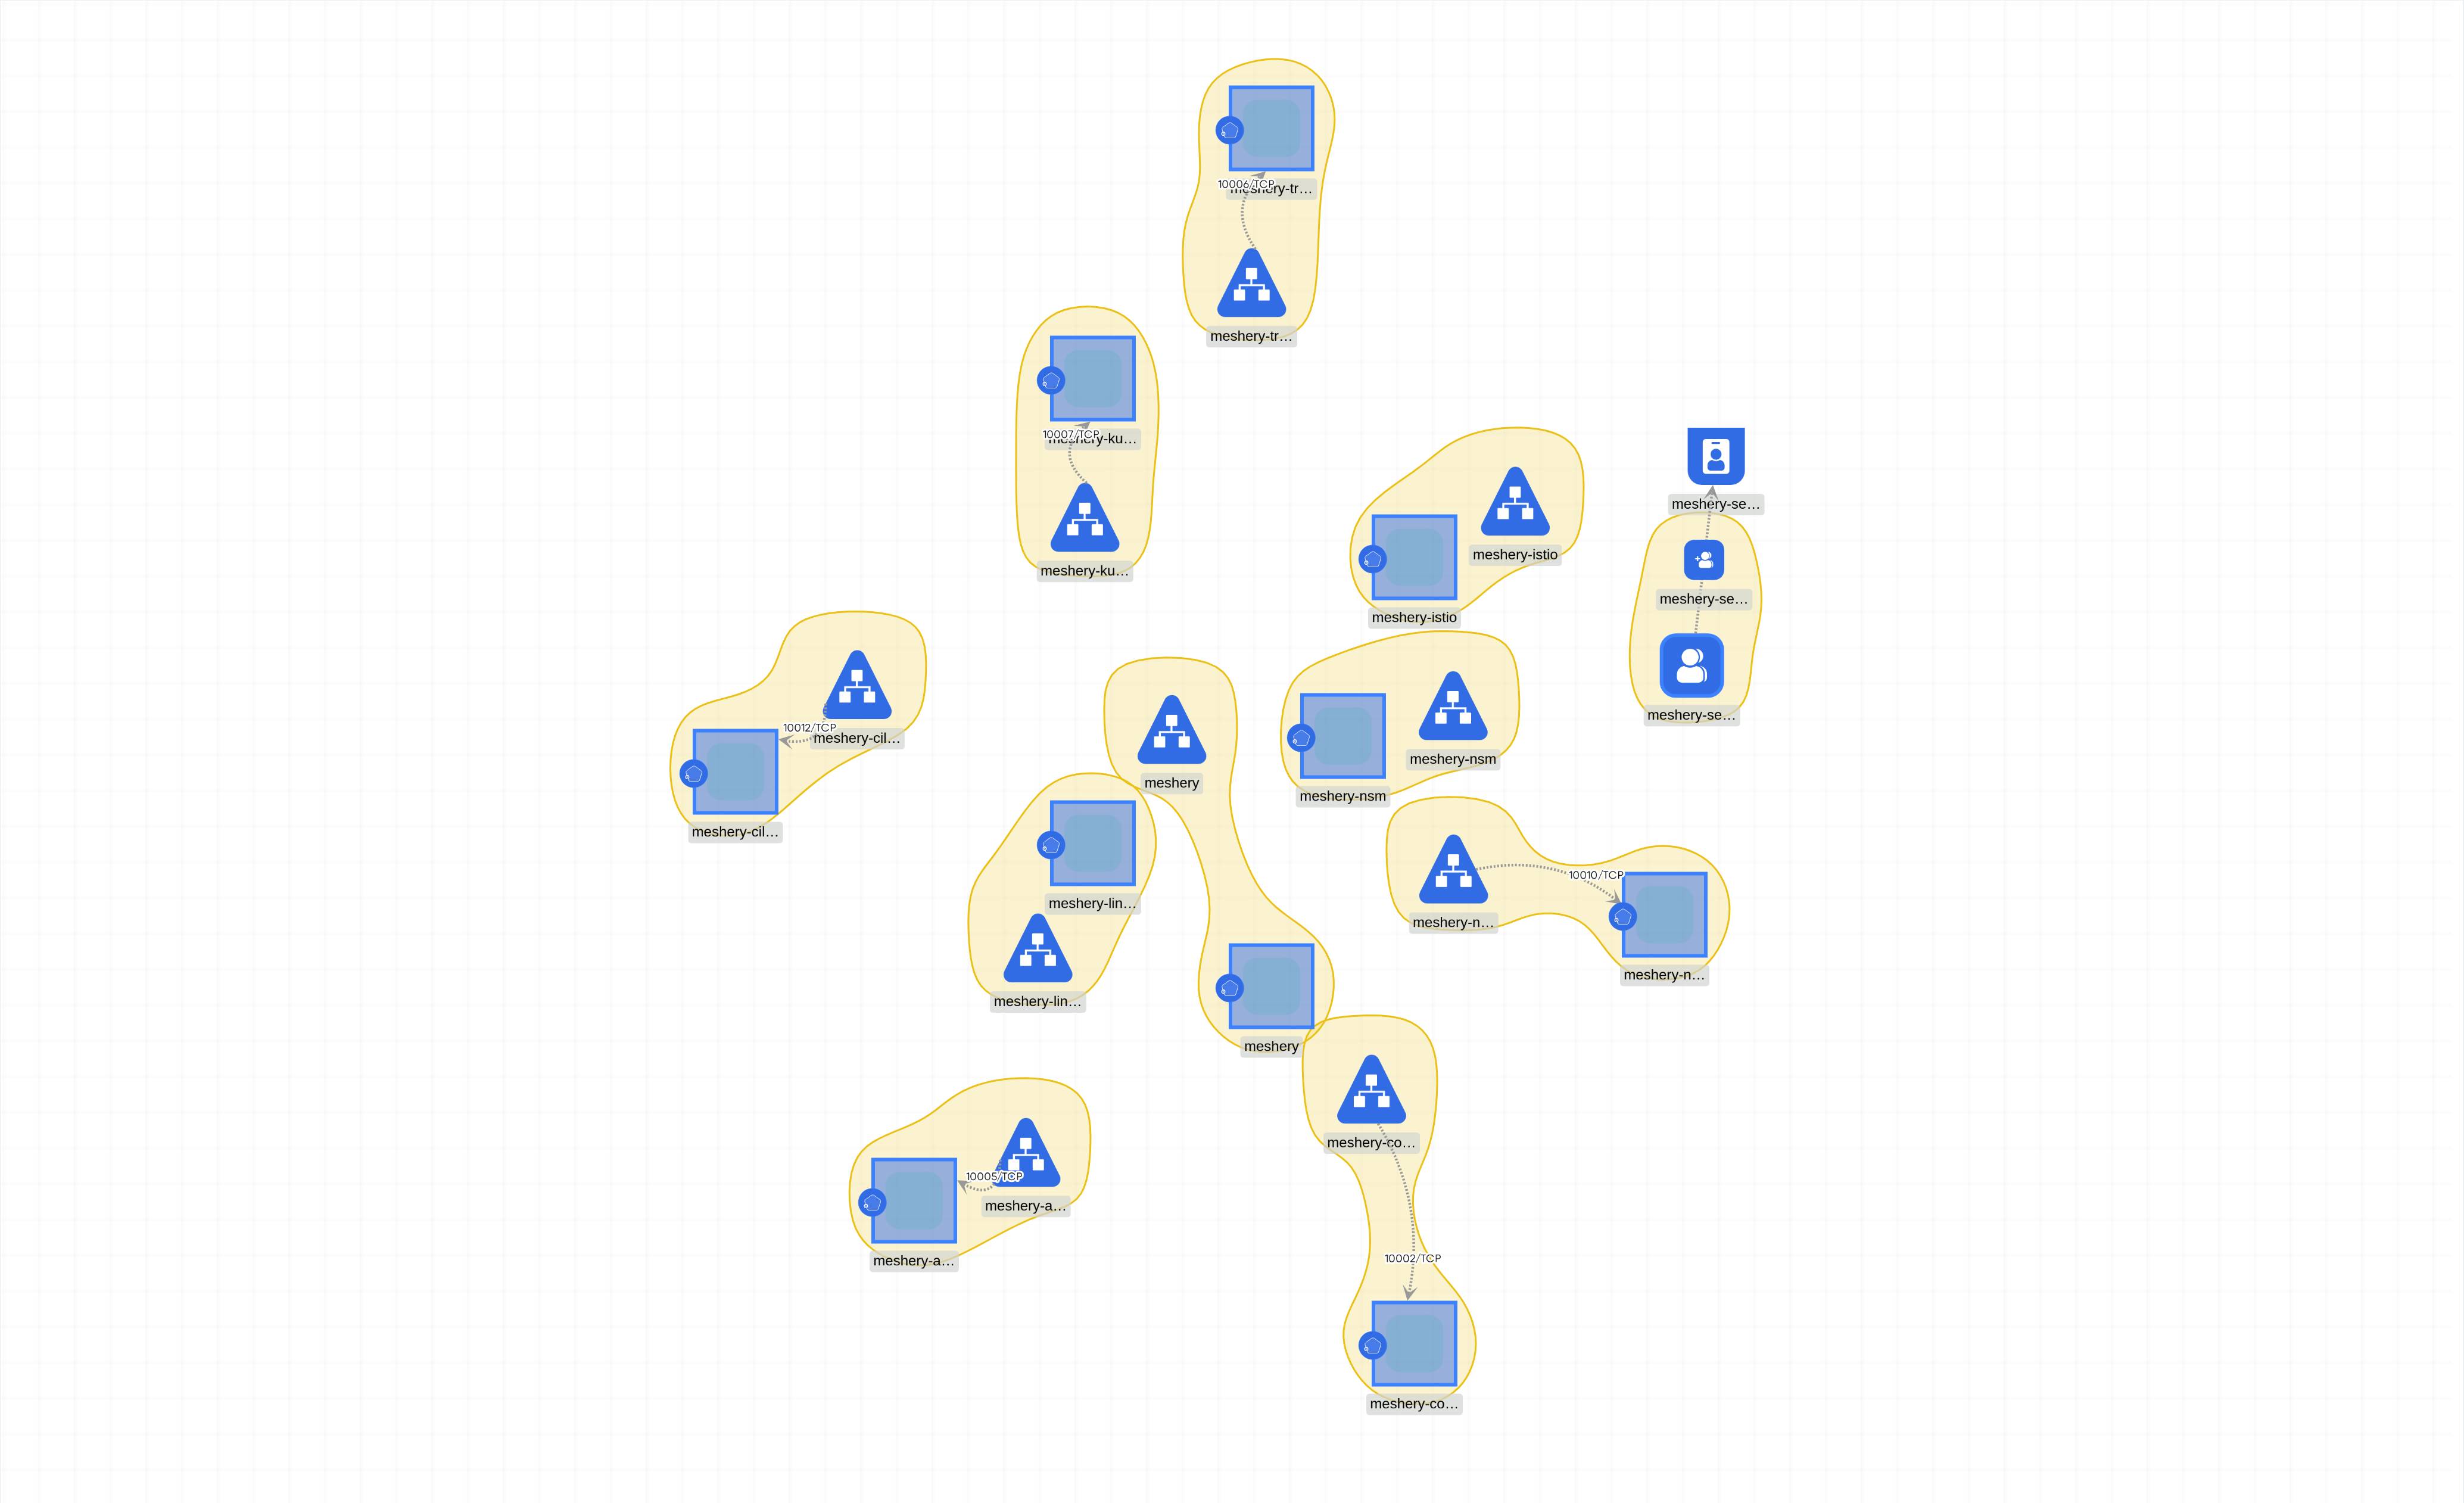 10006/TCP
meshery-tr…
meshery-tr…
10007/TCP
meshery-ku…
meshery-ku…
meshery-se…
meshery-istio
meshery-istio
meshery-se…
meshery-se…
10012/TCP
meshery-cil…
meshery-cil…
meshery
meshery-nsm
meshery-nsm
meshery-lin…
meshery-lin…
10010/TCP
meshery-n…
meshery-n…
meshery
meshery-co…
10005/TCP
meshery-a…
meshery-a…
10002/TCP
meshery-co…